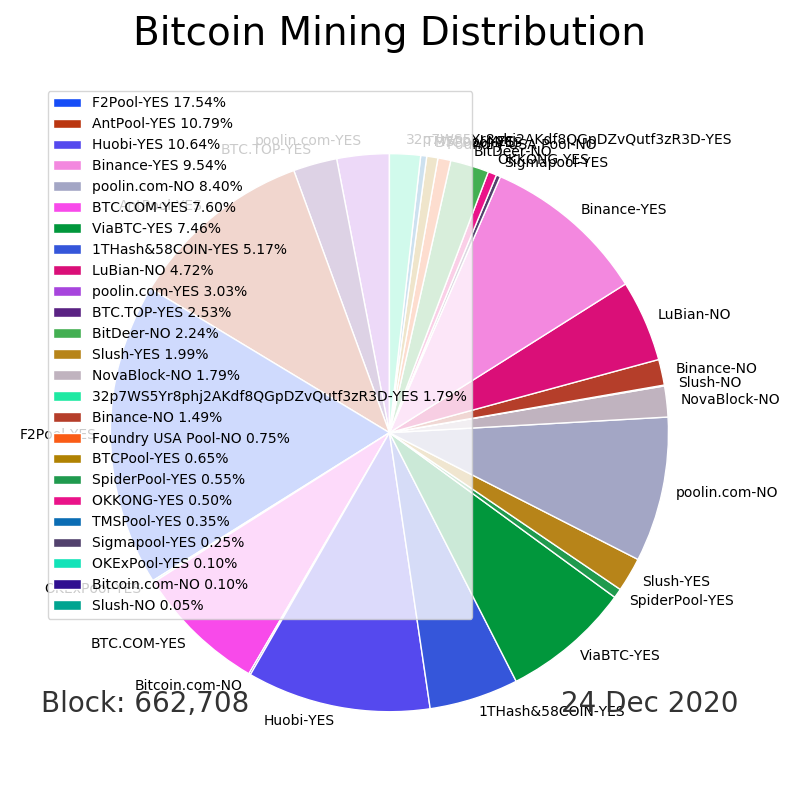 Bitcoin Mining Distribution
F2Pool-YES 17.54%
AntPool-YES 10.79%
Huobi-YES 10.64%
Binance-YES 9.54%
poolin.com-NO 8.40%
BTC.COM-YES 7.60%
ViaBTC-YES 7.46%
1THash&58COIN-YES 5.17%
LuBian-NO 4.72%
poolin.com-YES 3.03%
BTC.TOP-YES 2.53%
BitDeer-NO 2.24%
Slush-YES 1.99%
NovaBlock-NO 1.79%
32p7WS5Yr8phj2AKdf8QGpDZvQutf3zR3D-YES 1.79%
Binance-NO 1.49%
Foundry USA Pool-NO 0.75%
BTCPool-YES 0.65%
SpiderPool-YES 0.55%
OKKONG-YES 0.50%
TMSPool-YES 0.35%
Sigmapool-YES 0.25%
OKExPool-YES 0.10%
Bitcoin.com-NO 0.10%
Slush-NO 0.05%
poolin.com-YES
BTC.TOP-YES
F2Pool-YES
OKExPool-YES
BTC.COM-YES
Bitcoin.com-NO
Huobi-YES
1THash&58COIN-YES
ViaBTC-YES
SpiderPool-YES
Slush-YES
poolin.com-NO
NovaBlock-NO
Slush-NO
Binance-NO
LuBian-NO
Binance-YES
Sigmapool-YES
OKKONG-YES
BitDeer-NO
Block: 662,708
24 Dec 2020